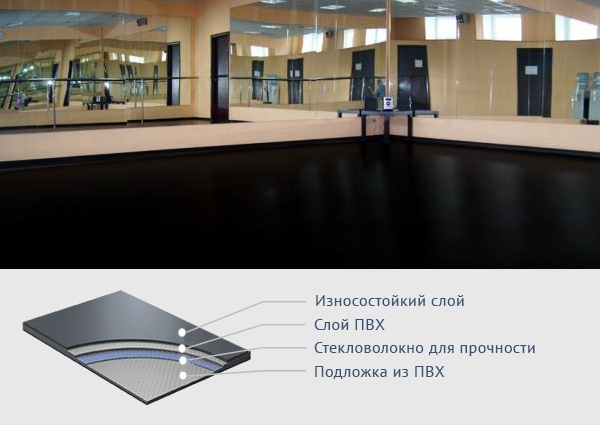 Износостойкий слой
Слой ПВХ
Стекловолокно для прочности
Подложка из ПВХ